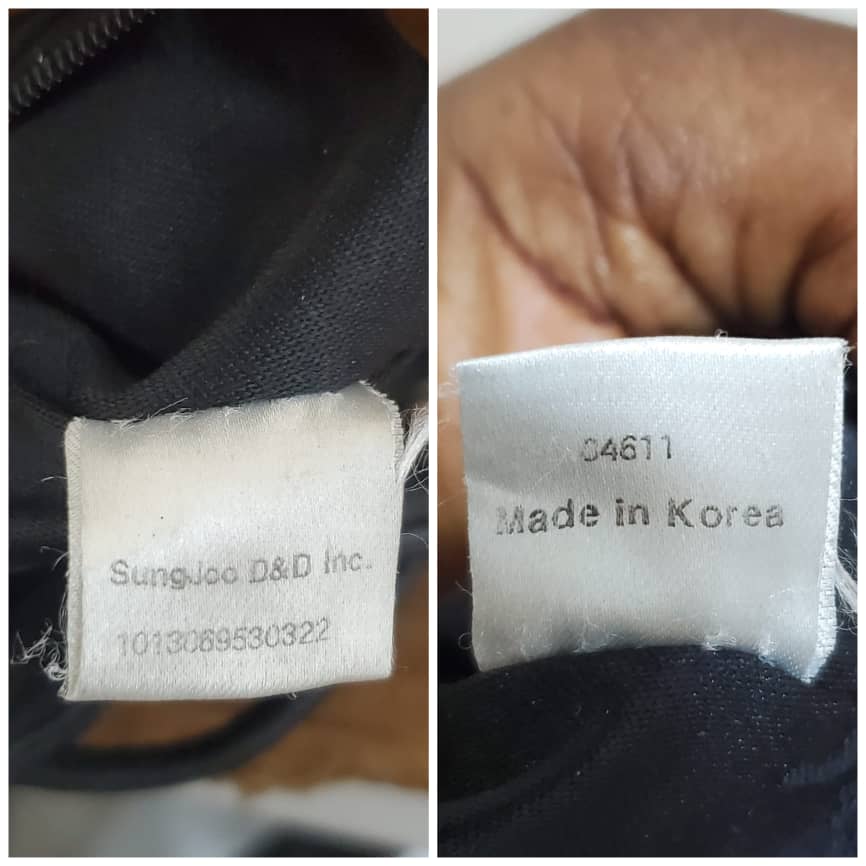 SungJoo D&D Inc.
1013069530322
04611
Made in Korea